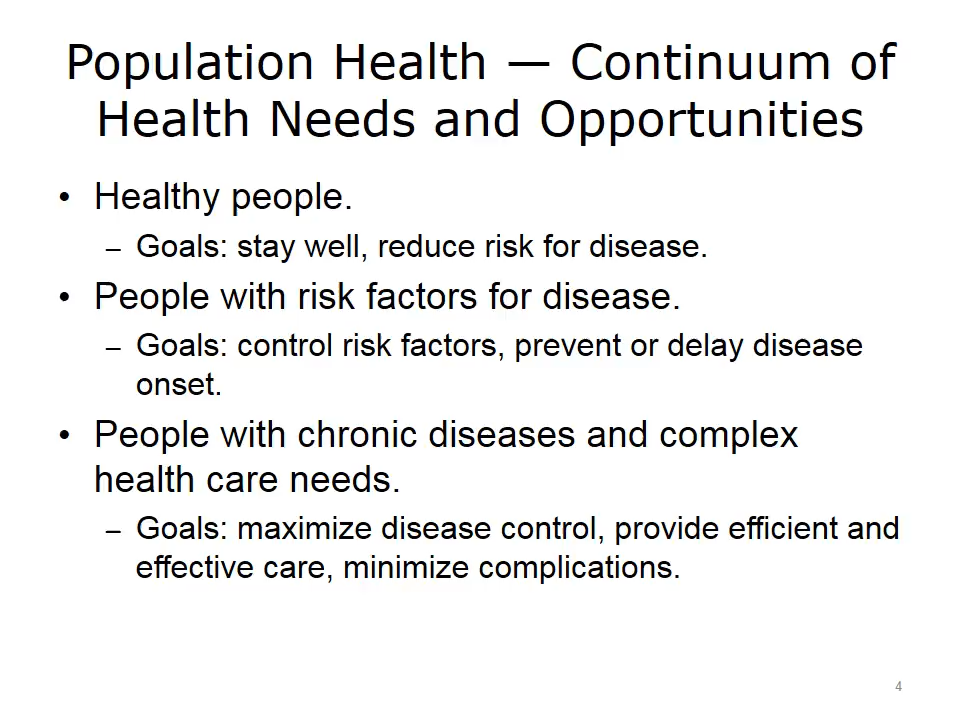 Population Health — Continuum of
Health Needs and Opportunities
• Healthy people.
– Goals: stay well, reduce risk for disease.
• People with risk factors for disease.
– Goals: control risk factors, prevent or delay disease
onset.
• People with chronic diseases and complex
health care needs.
– Goals: maximize disease control, provide efficient and
effective care, minimize complications.
4